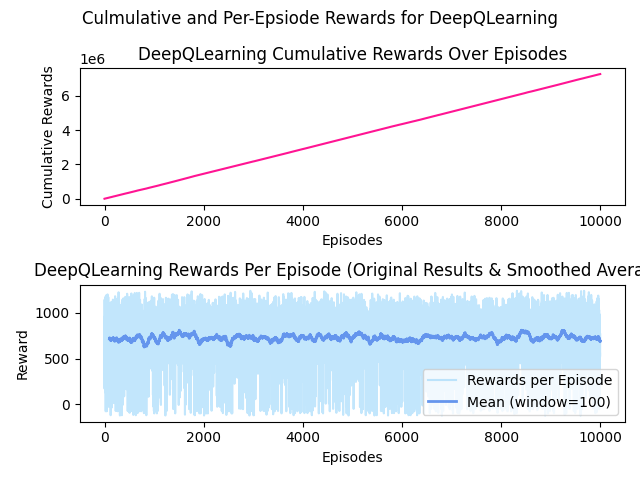 Culmulative and Per-Epsiode Rewards for DeepQLearning
DeepQLearning Cumulative Rewards Over Episodes
1e6
Cumulative Rewards
6
4
2
0
0 2000 4000 6000 8000 10000
Episodes
DeepQLearning Rewards Per Episode (Original Results & Smoothed Avera
Reward
1000
500
0
Rewards per Episode
Mean (window=100)
0 2000 4000 6000 8000 10000
Episodes